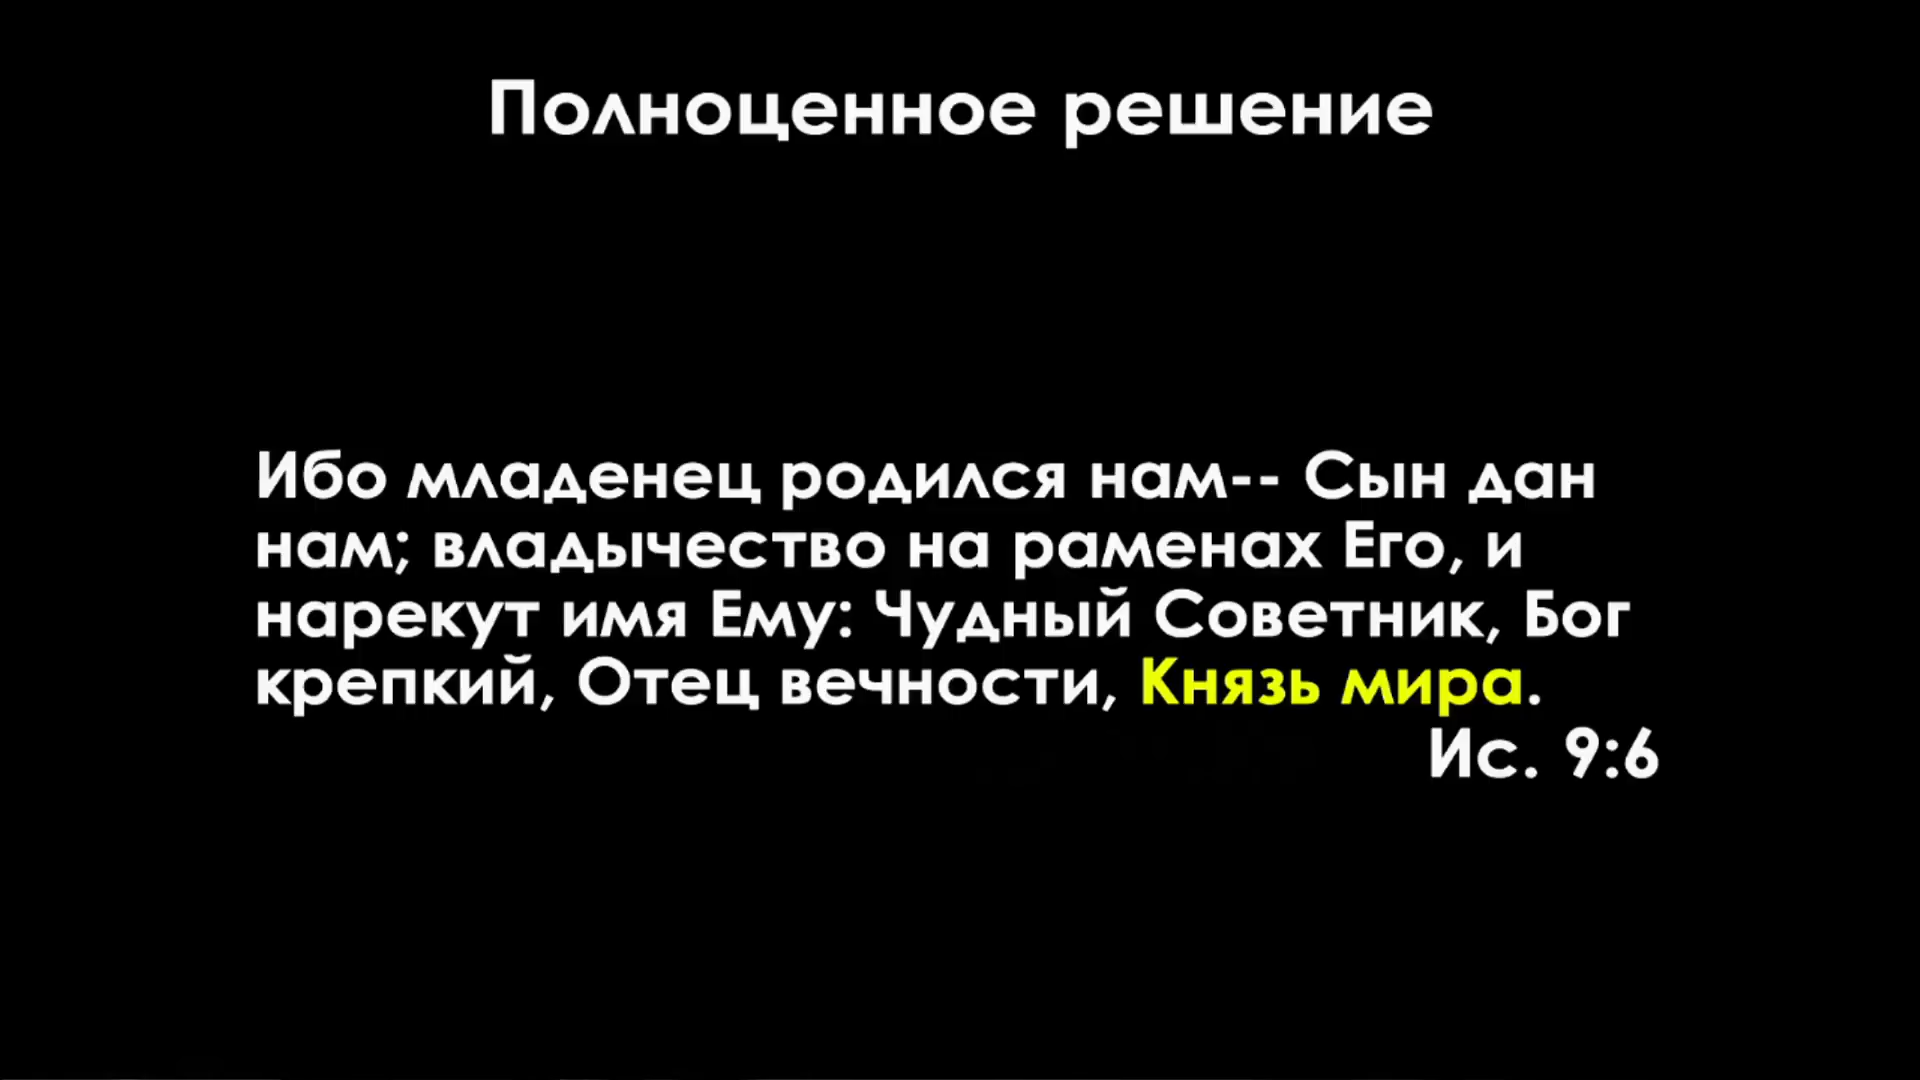 Полноценное решение
Ибо младенец родился нам-- Сын дан
нам; владычество на раменах Его, и
нарекут имя Ему: Чудный Советник, Бог
крепкий, Отец вечности, Князь мира.
Ис. 9:6